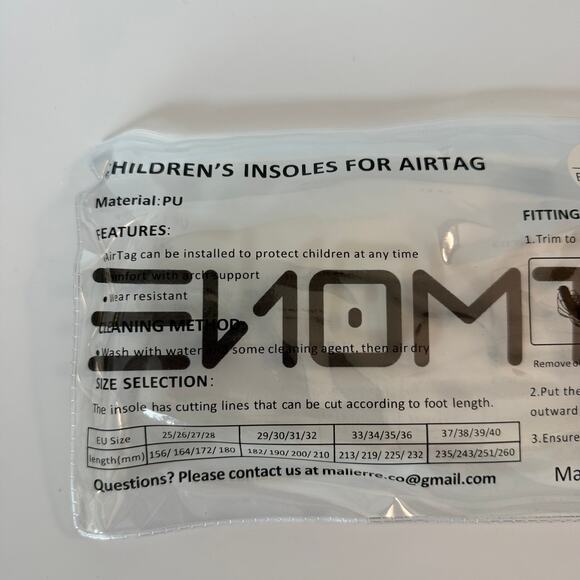 CHILDREN'S INSOLES FOR AIRTAG
Material:PU
FEATURES:
AirTag can be installed to protect children at any time
Comfort with arch support
• Wear resistant
CLEANING METHOD:
• Wash with water and some cleaning agent, then air dry
SIZE SELECTION:
The insole has cutting lines that can be cut according to foot length.
EU Size 25/26/27/28 29/30/31/32 33/34/35/36 37/38/39/40
length(mm) 156/ 164/172/ 180 182/ 190/ 200/ 210 213/ 219/ 225/ 232 235/243/251/260
Questions? Please contact us at malierre.co@gmail.com
FITTING
1.Trim to
Remove
2.Put the
outward
3.Ensure
Ma